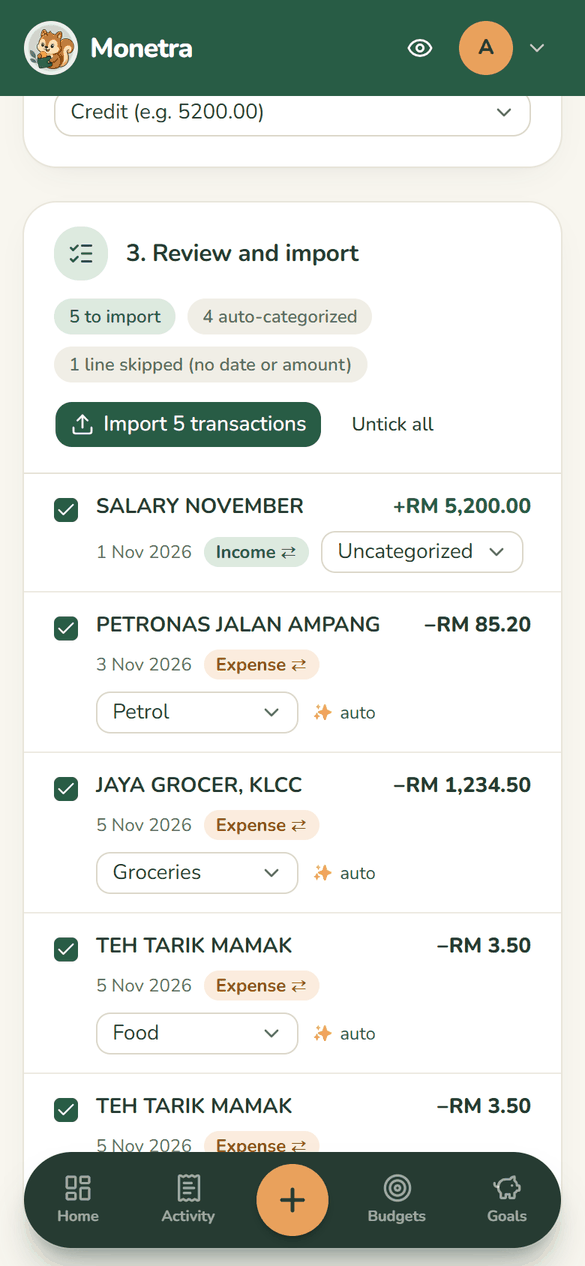 Monetra
A
Credit (e.g. 5200.00)
3. Review and import
5 to import
4 auto-categorized
1 line skipped (no date or amount)
Import 5 transactions
Untick all
SALARY NOVEMBER +RM 5,200.00
1 Nov 2026 Income ⇄ Uncategorized
PETRONAS JALAN AMPANG –RM 85.20
3 Nov 2026 Expense ⇄
Petrol auto
JAYA GROCER, KLCC –RM 1,234.50
5 Nov 2026 Expense ⇄
Groceries auto
TEH TARIK MAMAK –RM 3.50
5 Nov 2026 Expense ⇄
Food auto
TEH TARIK MAMAK –RM 3.50
5 Nov 2026 Expense ⇄
Home Activity Budgets Goals